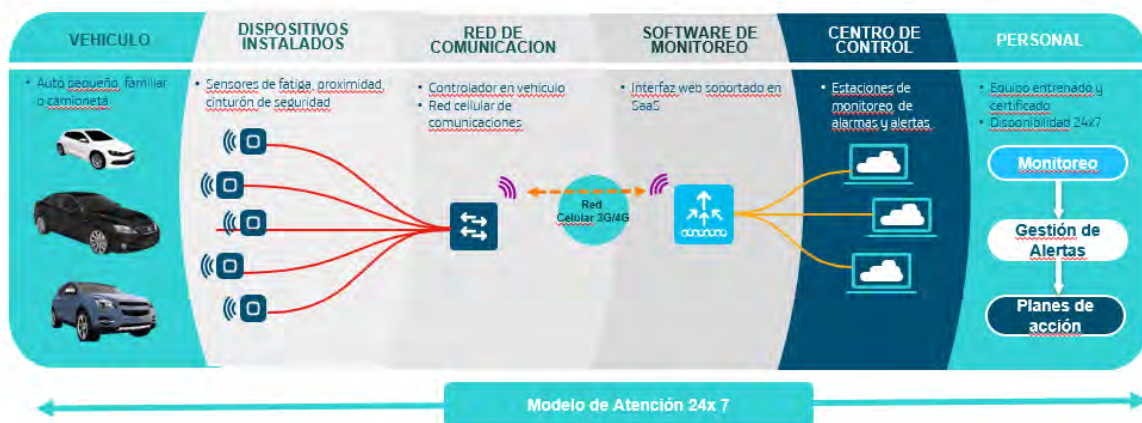 VEHICULO
• Auto pequeño, familiar
o camioneta
DISPOSITIVOS
INSTALADOS
• Sensores de fatiga, proximidad,
cinturón de seguridad
RED DE
COMUNICACION
• Controlador en vehículo
• Red cellular de
comunicaciones
Red
Celular 3G/4G
SOFTWARE DE
MONITOREO
• Interfaz web soportado en
SaaS
CENTRO DE
CONTROL
• Estaciones de
monitoreo de
alarmas y alertas
PERSONAL
• Equipo entrenado y
certificado
• Disponibilidad 24x7
Monitoreo
Gestión de
Alertas
Planes de
acción
Modelo de Atención 24x 7